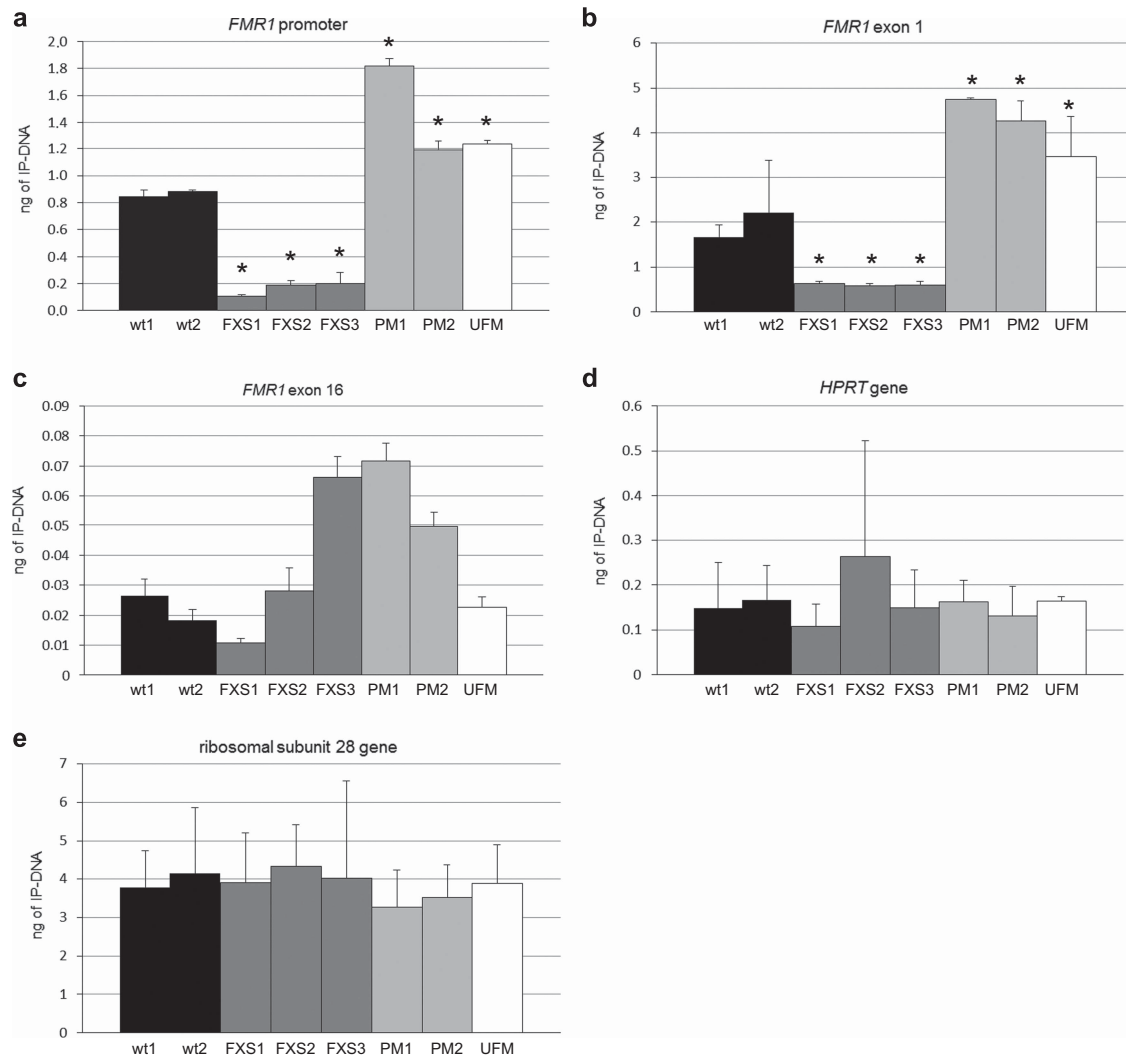 a
FMR1 promoter
ng of IP-DNA
2.0
1.8
1.6
1.4
1.2
1.0
0.8
0.6
0.4
0.2
0.0
* * * * * * *
wt1 wt2 FXS1 FXS2 FXS3 PM1 PM2 UFM
b
FMR1 exon 1
ng of IP-DNA
6
5
4
3
2
1
0
* * * * * *
wt1 wt2 FXS1 FXS2 FXS3 PM1 PM2 UFM
c
FMR1 exon 16
ng of IP-DNA
0.09
0.08
0.07
0.06
0.05
0.04
0.03
0.02
0.01
0
wt1 wt2 FXS1 FXS2 FXS3 PM1 PM2 UFM
d
HPRT gene
ng of IP-DNA
0.6
0.5
0.4
0.3
0.2
0.1
0
wt1 wt2 FXS1 FXS2 FXS3 PM1 PM2 UFM
e
ribosomal subunit 28 gene
ng of IP-DNA
7
6
5
4
3
2
1
0
wt1 wt2 FXS1 FXS2 FXS3 PM1 PM2 UFM